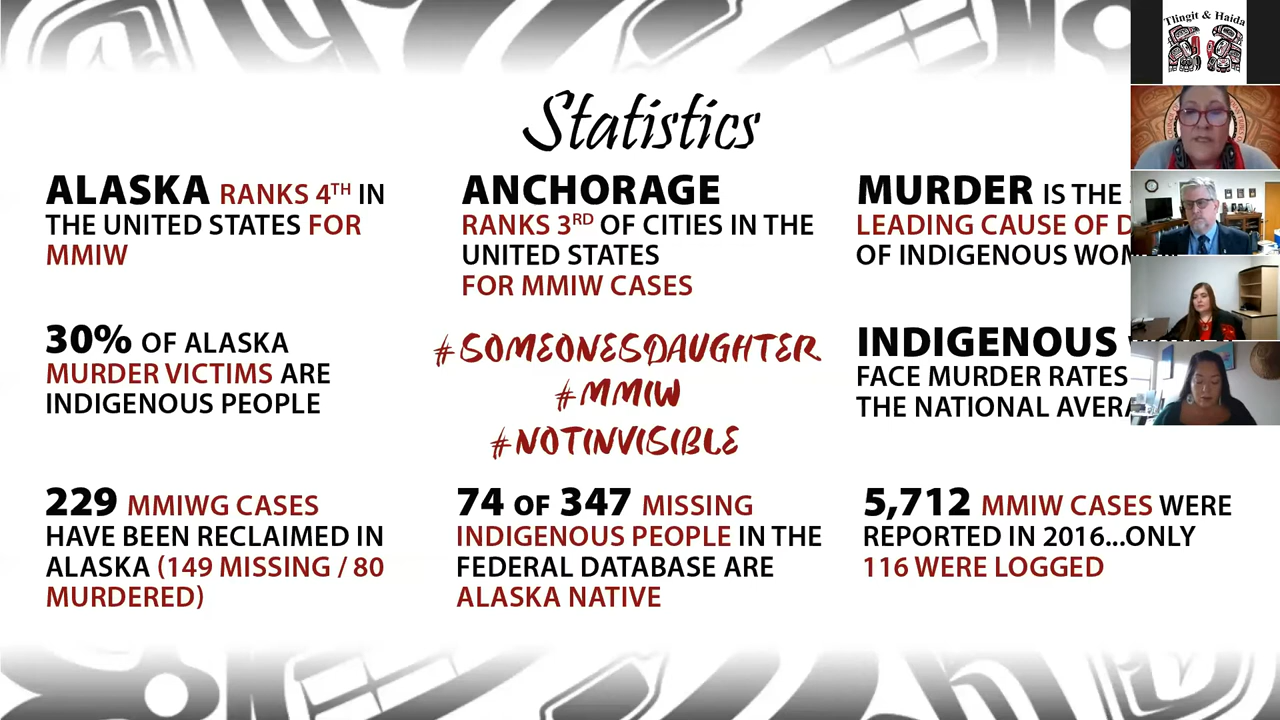 Tlingit & Haida
Statistics
ALASKA RANKS 4TH IN
THE UNITED STATES FOR
MMIW
ANCHORAGE
RANKS 3RD OF CITIES IN THE
UNITED STATES
FOR MMIW CASES
MURDER IS THE
LEADING CAUSE OF
OF INDIGENOUS
30% OF ALASKA
MURDER VICTIMS ARE
INDIGENOUS PEOPLE
#SOMEONESDAUGHTER
#MMIW
#NOTINVISIBLE
INDIGENOUS
FACE MURDER RATES
THE NATIONAL
229 MMIWG CASES
HAVE BEEN RECLAIMED IN
ALASKA (149 MISSING / 80
MURDERED)
74 OF 347 MISSING
INDIGENOUS PEOPLE IN THE
FEDERAL DATABASE ARE
ALASKA NATIVE
5,712 MMIW CASES WERE
REPORTED IN 2016...ONLY
116 WERE LOGGED